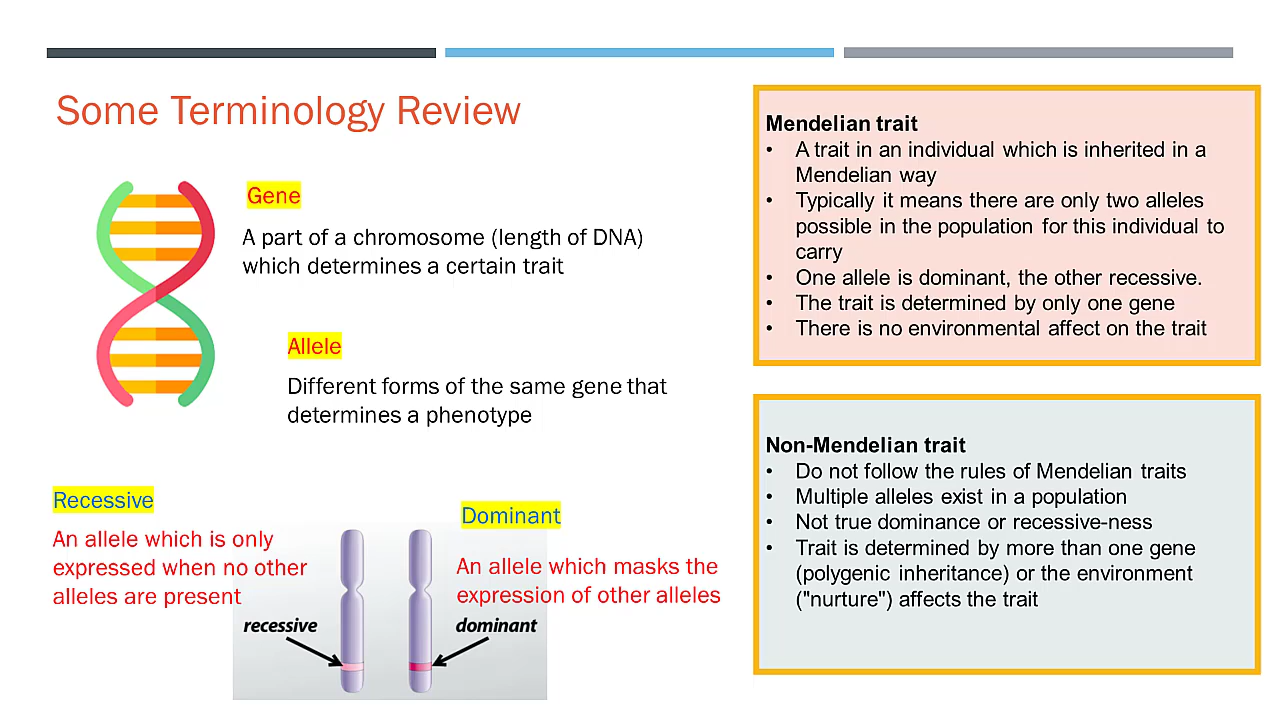 Some Terminology Review
Gene
A part of a chromosome (length of DNA)
which determines a certain trait
Allele
Different forms of the same gene that
determines a phenotype
Recessive
An allele which is only
expressed when no other
alleles are present
recessive
Dominant
An allele which masks the
expression of other alleles
dominant
Mendelian trait
• A trait in an individual which is inherited in a
Mendelian way
• Typically it means there are only two alleles
possible in the population for this individual to
carry
• One allele is dominant, the other recessive.
• The trait is determined by only one gene
• There is no environmental affect on the trait
Non-Mendelian trait
• Do not follow the rules of Mendelian traits
• Multiple alleles exist in a population
• Not true dominance or recessive-ness
• Trait is determined by more than one gene
(polygenic inheritance) or the environment
("nurture") affects the trait